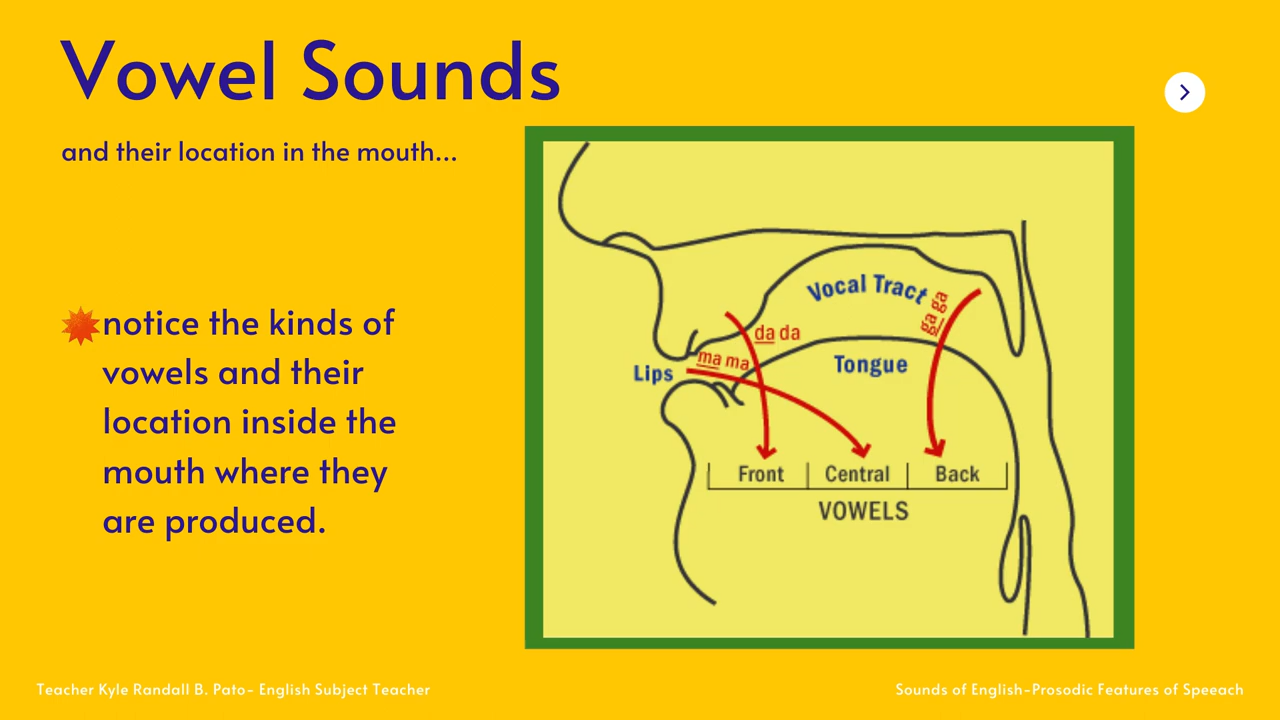 Vowel Sounds
and their location in the mouth...
notice the kinds of
vowels and their
location inside the
mouth where they
are produced.
Vocal Tract
da da
ga ga
ma ma
Lips
Tongue
Front Central Back
VOWELS
Teacher Kyle Randall B. Pato- English Subject Teacher
Sounds of English-Prosodic Features of Speeach